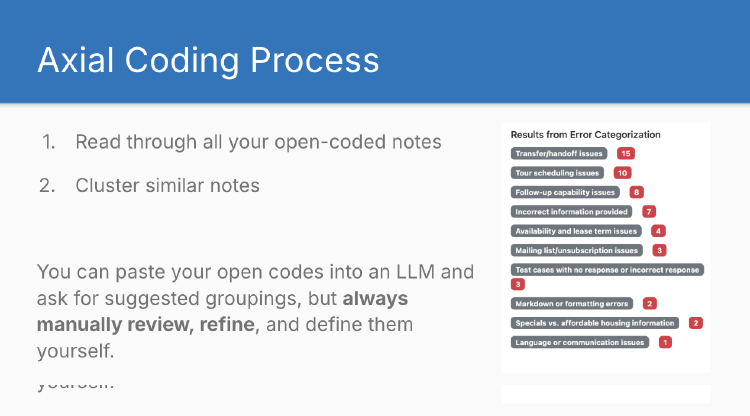 Axial Coding Process
1. Read through all your open-coded notes
2. Cluster similar notes
You can paste your open codes into an LLM and
ask for suggested groupings, but always
manually review, refine, and define them
yourself.
yourself.
Results from Error Categorization
Transfer/handoff issues 15
Tour scheduling issues 10
Follow-up capability issues 8
Incorrect information provided 7
Availability and lease term issues 4
Mailing list/unsubscription issues 3
Test cases with no response or incorrect response
3
Markdown or formatting errors 2
Specials vs. affordable housing information 2
Language or communication issues 1